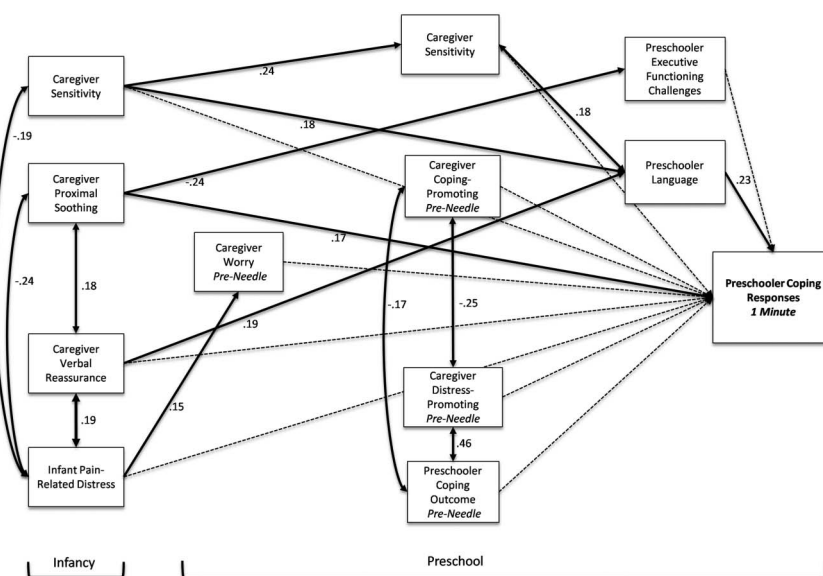 Caregiver
Sensitivity
Caregiver
Sensitivity
Preschooler
Executive
Functioning
Challenges
.24
.18
-.19
.18
Caregiver
Proximal
Soothing
-.24
Caregiver
Coping-
Promoting
Pre-Needle
Preschooler
Language
.23
.17
Caregiver
Worry
Pre-Needle
-.24
.18
-.17
-.25
Preschooler Coping
Responses
1 Minute
.19
Caregiver
Verbal
Reassurance
.15
Caregiver
Distress-
Promoting
Pre-Needle
.19
.46
Infant Pain-
Related Distress
Preschooler
Coping
Outcome
Pre-Needle
Infancy
Preschool